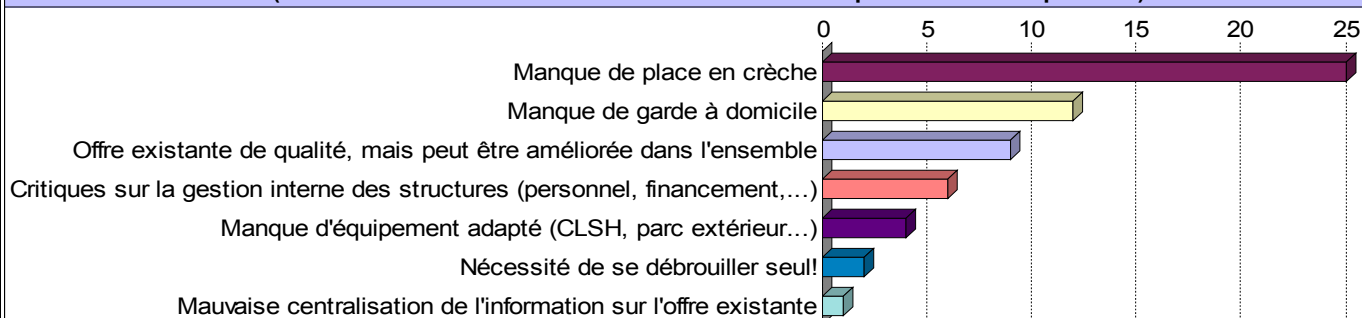 0 5 10 15 20 25
Manque de place en crèche
Manque de garde à domicile
Offre existante de qualité, mais peut être améliorée dans l'ensemble
Critiques sur la gestion interne des structures (personnel, financement,...)
Manque d'équipement adapté (CLSH, parc extérieur...)
Nécessité de se débrouiller seul!
Mauvaise centralisation de l'information sur l'offre existante